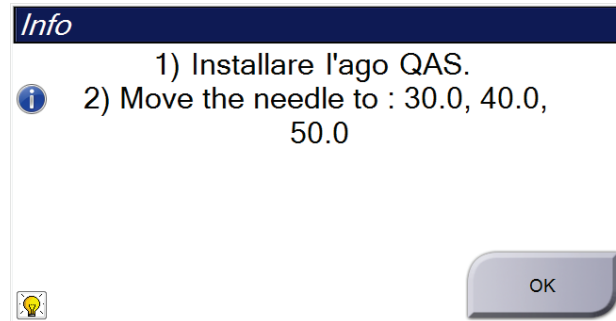 Info
1) Installare l'ago QAS.
2) Move the needle to : 30.0, 40.0,
50.0
OK